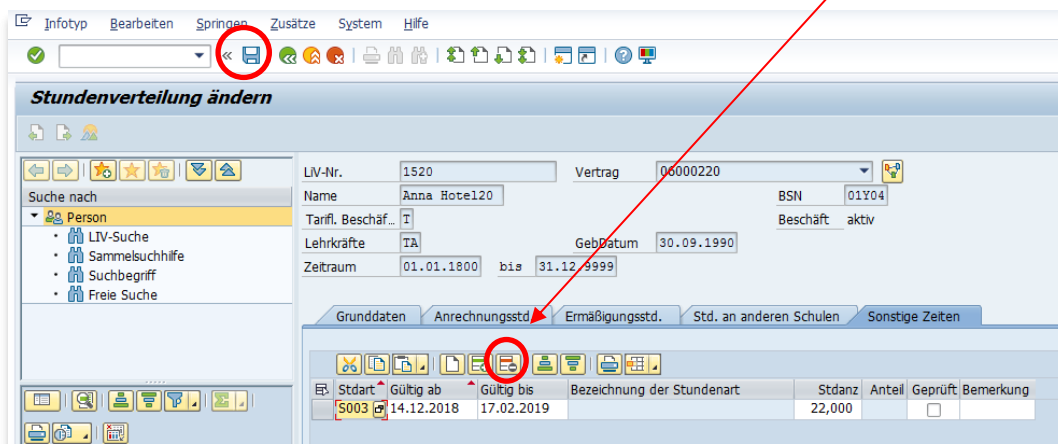 Infotyp Bearbeiten Springen Zusätze System Hilfe
«
Stundenverteilung ändern
Suche nach
Person
LIV-Suche
Sammelsuchhilfe
Suchbegriff
Freie Suche
LiV-Nr. 1520 Vertrag 06000220
Name Anna Hotel20 BSN 01Y04
Tarifl. Beschäf... T Beschäft aktiv
Lehrkräfte TA GebDatum 30.09.1990
Zeitraum 01.01.1800 bis 31.12.9999
Grunddaten Anrechnungsstd. Ermäßigungsstd. Std. an anderen Schulen Sonstige Zeiten
Stdart Gültig ab Gültig bis Bezeichnung der Stundenart Stdanz Anteil Geprüft Bemerkung
S003 14.12.2018 17.02.2019 22,000